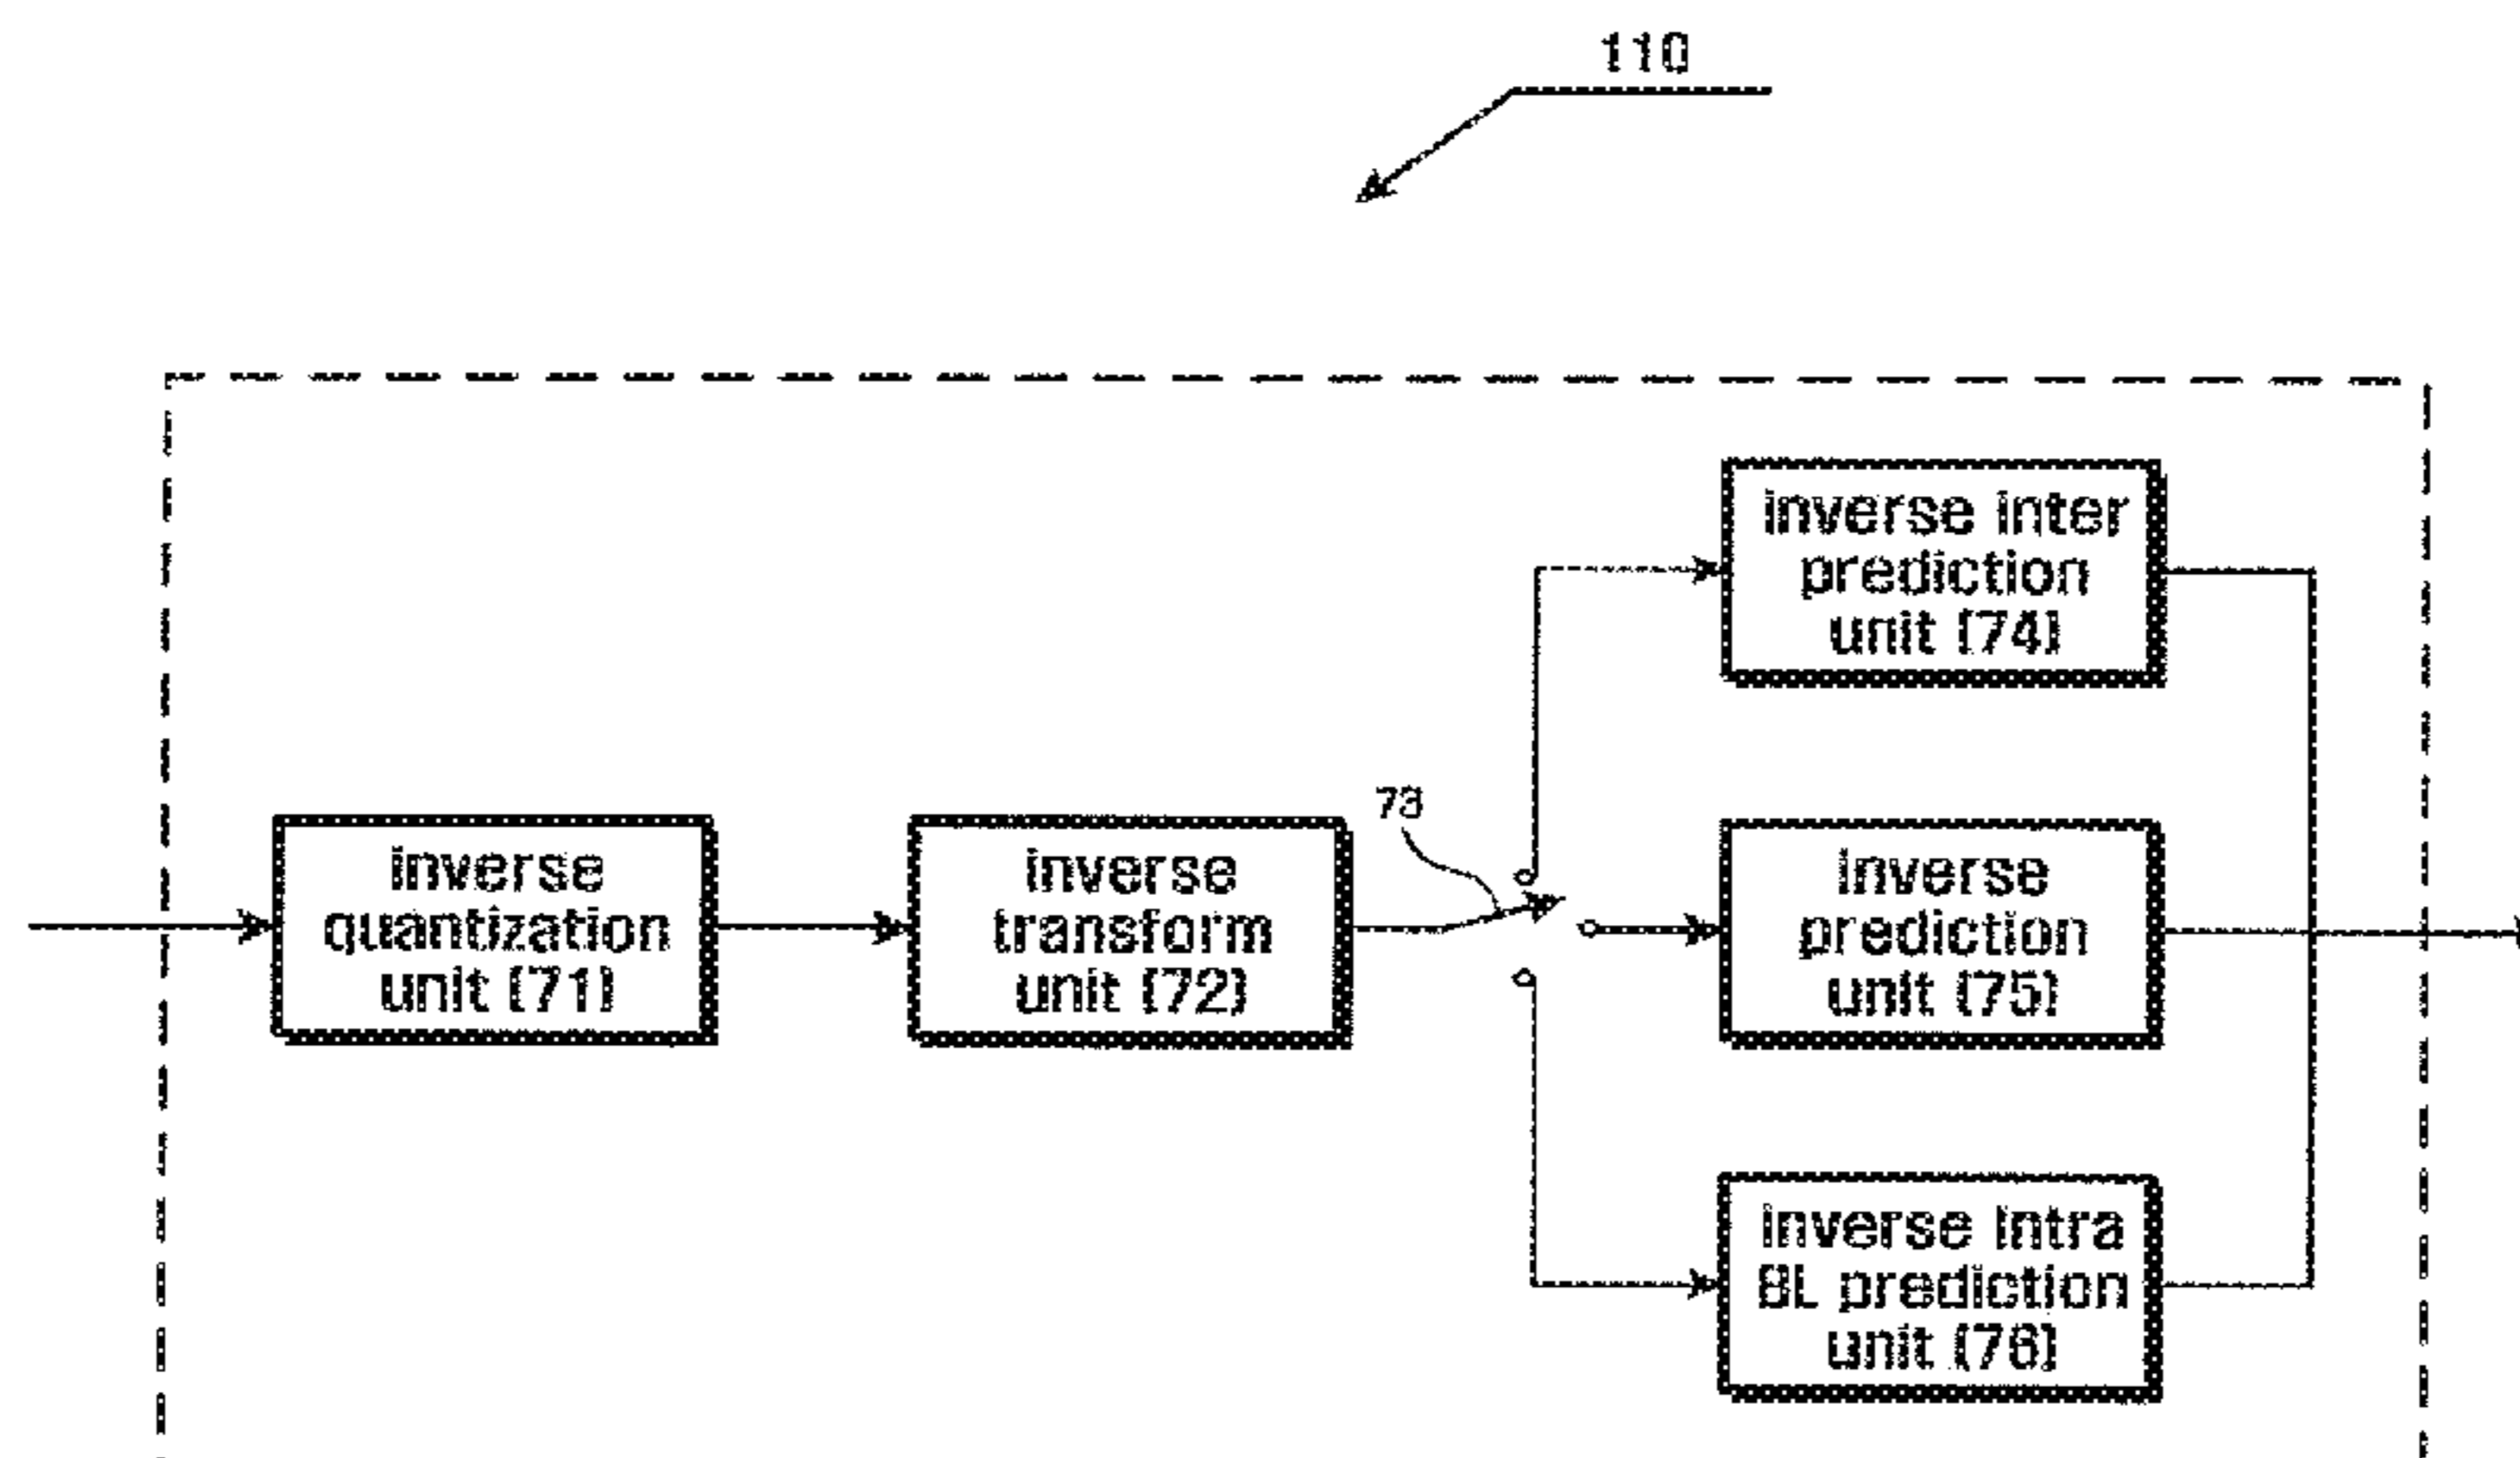 110
inverse inter
prediction
unit (74)
73
inverse
quantization
unit (71)
inverse
transform
unit (72)
inverse
prediction
unit (75)
inverse intra
BL prediction
unit (76)